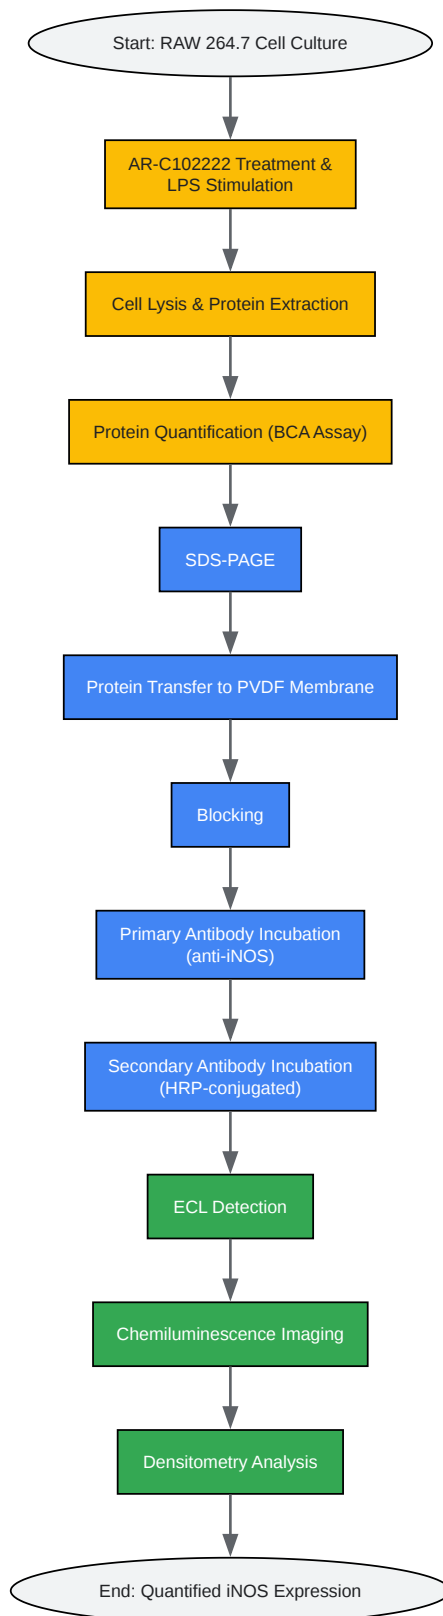 Start: RAW 264.7 Cell Culture
AR-C102222 Treatment &
LPS Stimulation
Cell Lysis & Protein Extraction
Protein Quantification (BCA Assay)
SDS-PAGE
Protein Transfer to PVDF Membrane
Blocking
Primary Antibody Incubation
(anti-iNOS)
Secondary Antibody Incubation
(HRP-conjugated)
ECL Detection
Chemiluminescence Imaging
Densitometry Analysis
End: Quantified iNOS Expression